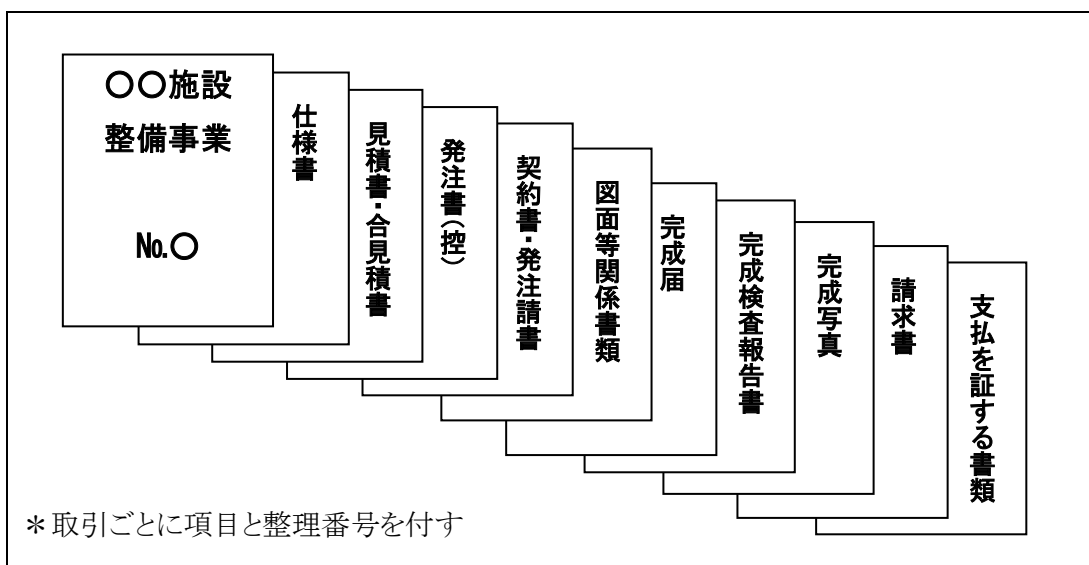 〇〇施設
整備事業
No.〇
仕様書
見積書・合見積書
発注書（控）
契約書・発注請書
図面等関係書類
完成届
完成検査報告書
完成写真
請求書
支払を証する書類
＊取引ごとに項目と整理番号を付す